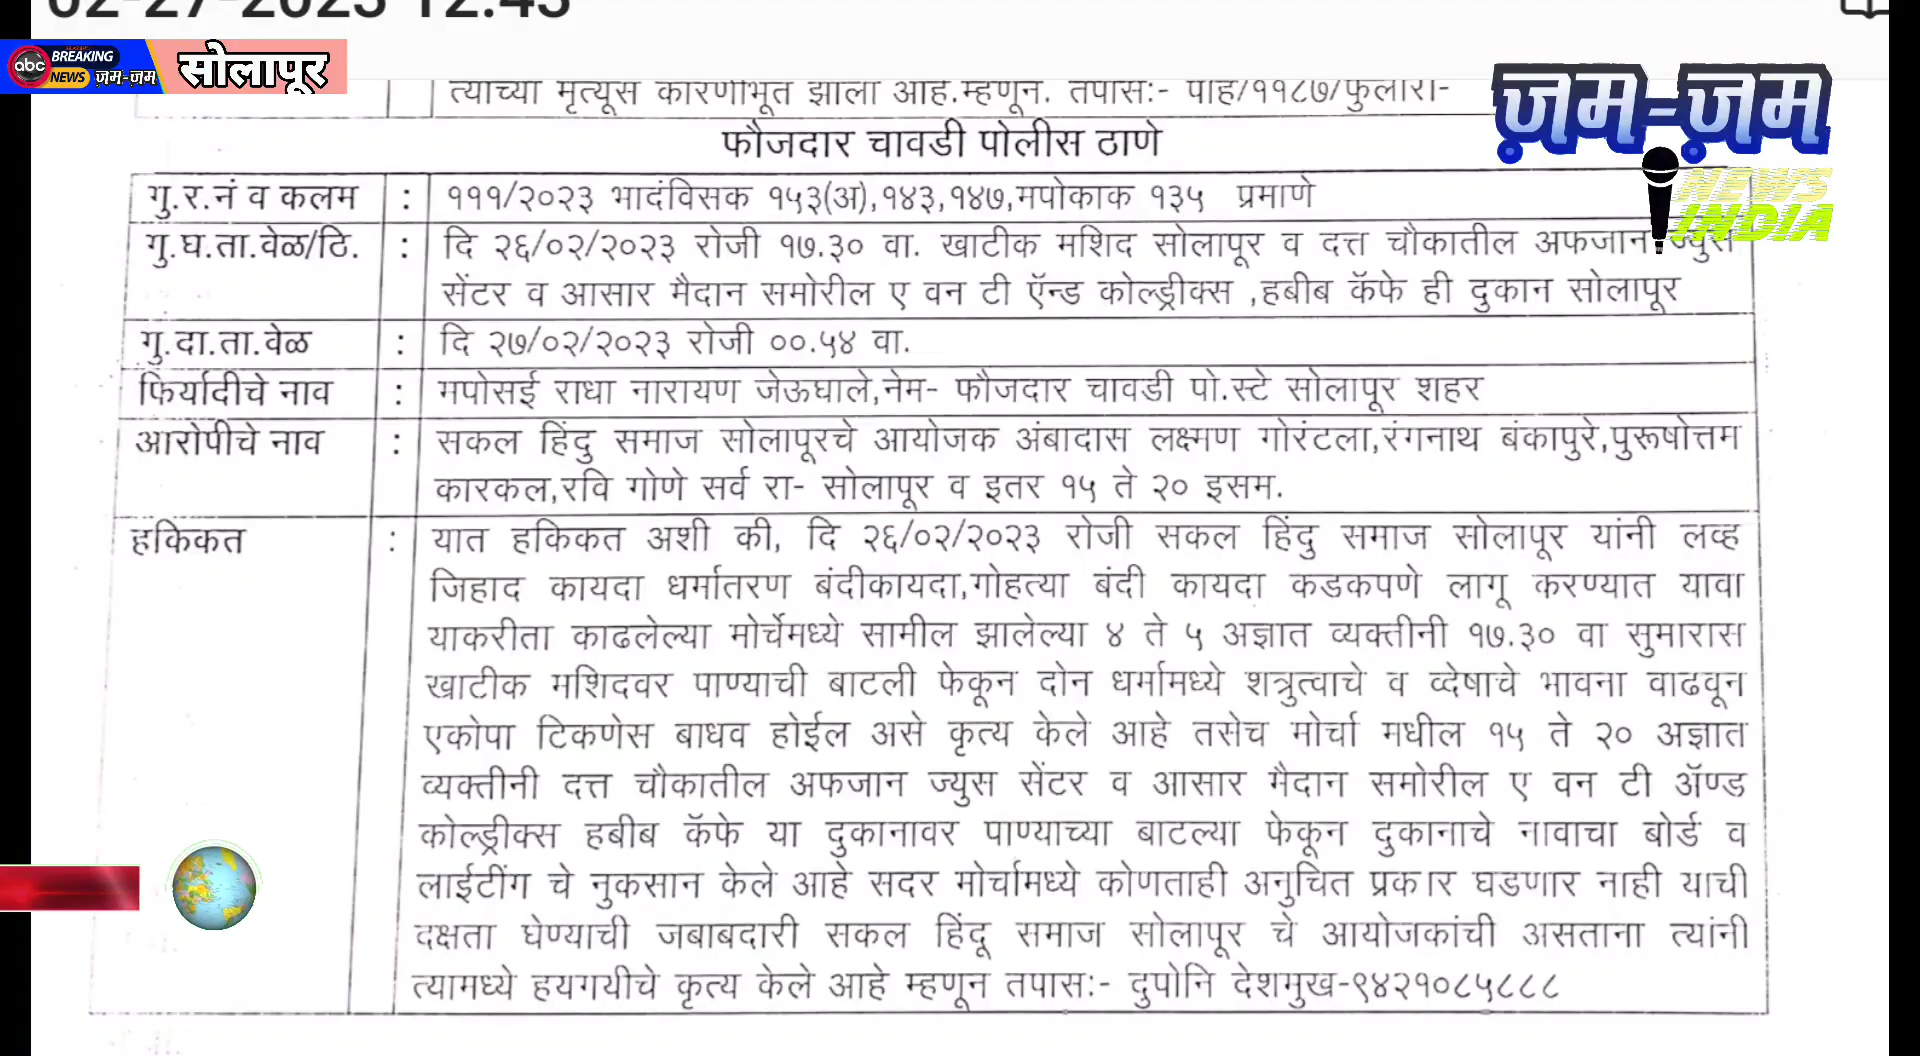 02-27-2023 12:43
abc BREAKING NEWS ज़म-ज़म
सोलापूर
त्याच्या मृत्यूस कारणीभूत झाला आहे.म्हणून. तपासः- पोह/११८७/फुलारी-
ज़म-ज़म
NEWS
INDIA
फौजदार चावडी पोलीस ठाणे
गु.र.नं व कलम : १११/२०२३ भादंविसक १५३(अ),१४३,१४७,मपोकाक १३५ प्रमाणे
गु.घ.ता.वेळ/ठि. : दि २६/०२/२०२३ रोजी १७.३० वा. खाटीक मशिद सोलापूर व दत्त चौकातील अफजान ज्युस
सेंटर व आसार मैदान समोरील ए वन टी ऍन्ड कोल्ड्रीक्स ,हबीब कॅफे ही दुकान सोलापूर
गु.दा.ता.वेळ : दि २७/०२/२०२३ रोजी ००.५४ वा.
फिर्यादीचे नाव : मपोसई राधा नारायण जेऊघाले,नेम- फौजदार चावडी पो.स्टे सोलापूर शहर
आरोपीचे नाव : सकल हिंदु समाज सोलापूरचे आयोजक अंबादास लक्ष्मण गोरंटला,रंगनाथ बंकापुरे,पुरूषोत्तम
कारकल,रवि गोणे सर्व रा- सोलापूर व इतर १५ ते २० इसम.
हकिकत : यात हकिकत अशी की, दि २६/०२/२०२३ रोजी सकल हिंदु समाज सोलापूर यांनी लव्ह
जिहाद कायदा धर्मातरण बंदीकायदा,गोहत्या बंदी कायदा कडकपणे लागू करण्यात यावा
याकरीता काढलेल्या मोर्चेमध्ये सामील झालेल्या ४ ते ५ अज्ञात व्यक्तीनी १७.३० वा सुमारास
खाटीक मशिदवर पाण्याची बाटली फेकून दोन धर्मामध्ये शत्रुत्वाचे व व्देषाचे भावना वाढवून
एकोपा टिकणेस बाधव होईल असे कृत्य केले आहे तसेच मोर्चा मधील १५ ते २० अज्ञात
व्यक्तीनी दत्त चौकातील अफजान ज्युस सेंटर व आसार मैदान समोरील ए वन टी ॲण्ड
कोल्ड्रीक्स हबीब कॅफे या दुकानावर पाण्याच्या बाटल्या फेकून दुकानाचे नावाचा बोर्ड व
लाईटींग चे नुकसान केले आहे सदर मोर्चामध्ये कोणताही अनुचित प्रकार घडणार नाही याची
दक्षता घेण्याची जबाबदारी सकल हिंदू समाज सोलापूर चे आयोजकांची असताना त्यांनी
त्यामध्ये हयगयीचे कृत्य केले आहे म्हणून तपासः- दुपोनि देशमुख-९४२१०८५८८८